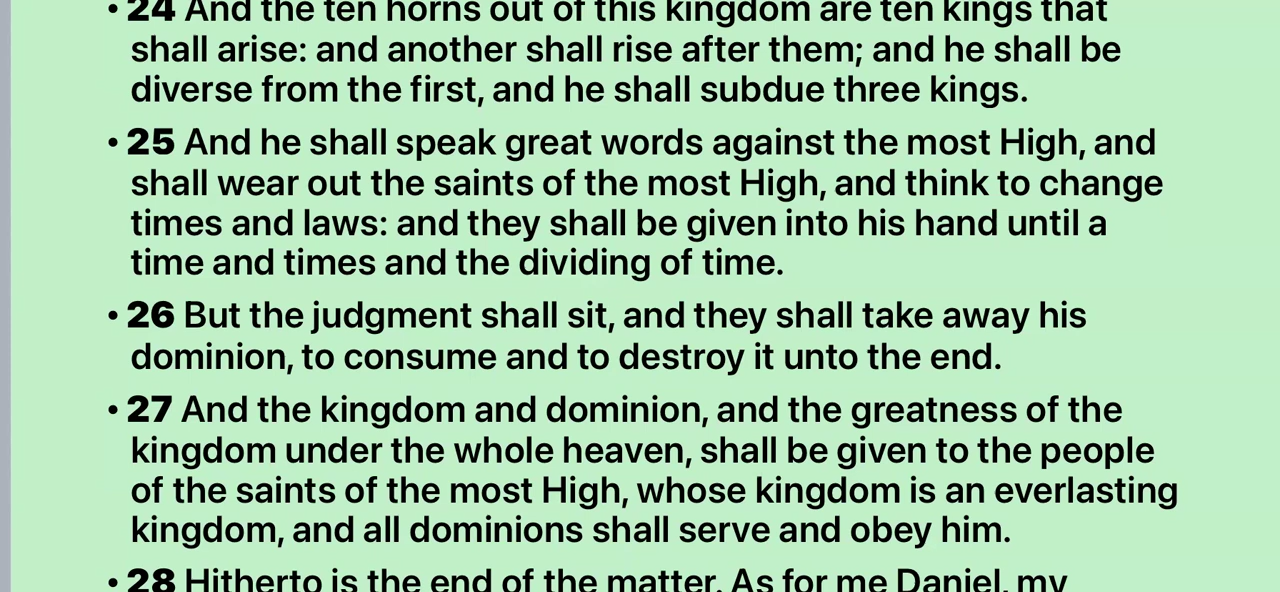 • 24 And the ten horns out of this kingdom are ten kings that
shall arise: and another shall rise after them; and he shall be
diverse from the first, and he shall subdue three kings.
• 25 And he shall speak great words against the most High, and
shall wear out the saints of the most High, and think to change
times and laws: and they shall be given into his hand until a
time and times and the dividing of time.
• 26 But the judgment shall sit, and they shall take away his
dominion, to consume and to destroy it unto the end.
• 27 And the kingdom and dominion, and the greatness of the
kingdom under the whole heaven, shall be given to the people
of the saints of the most High, whose kingdom is an everlasting
kingdom, and all dominions shall serve and obey him.
• 28 Hitherto is the end of the matter. As for me Daniel, my